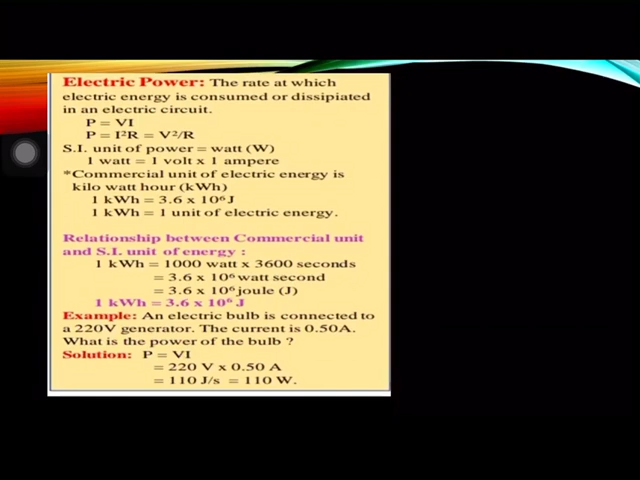 Electric Power: The rate at which
electric energy is consumed or dissipiated
in an electric circuit.
P = VI
P = I²R = V²/R
S.I. unit of power = watt (W)
1 watt = 1 volt x 1 ampere
*Commercial unit of electric energy is
kilo watt hour (kWh)
1 kWh = 3.6 x 10⁶ J
1 kWh = 1 unit of electric energy.
Relationship between Commercial unit
and S.I. unit of energy :
1 kWh = 1000 watt x 3600 seconds
= 3.6 x 10⁶ watt second
= 3.6 x 10⁶ joule (J)
1 kWh = 3.6 x 10⁶ J
Example: An electric bulb is connected to
a 220V generator. The current is 0.50A.
What is the power of the bulb ?
Solution: P = VI
= 220 V x 0.50 A
= 110 J/s = 110 W.